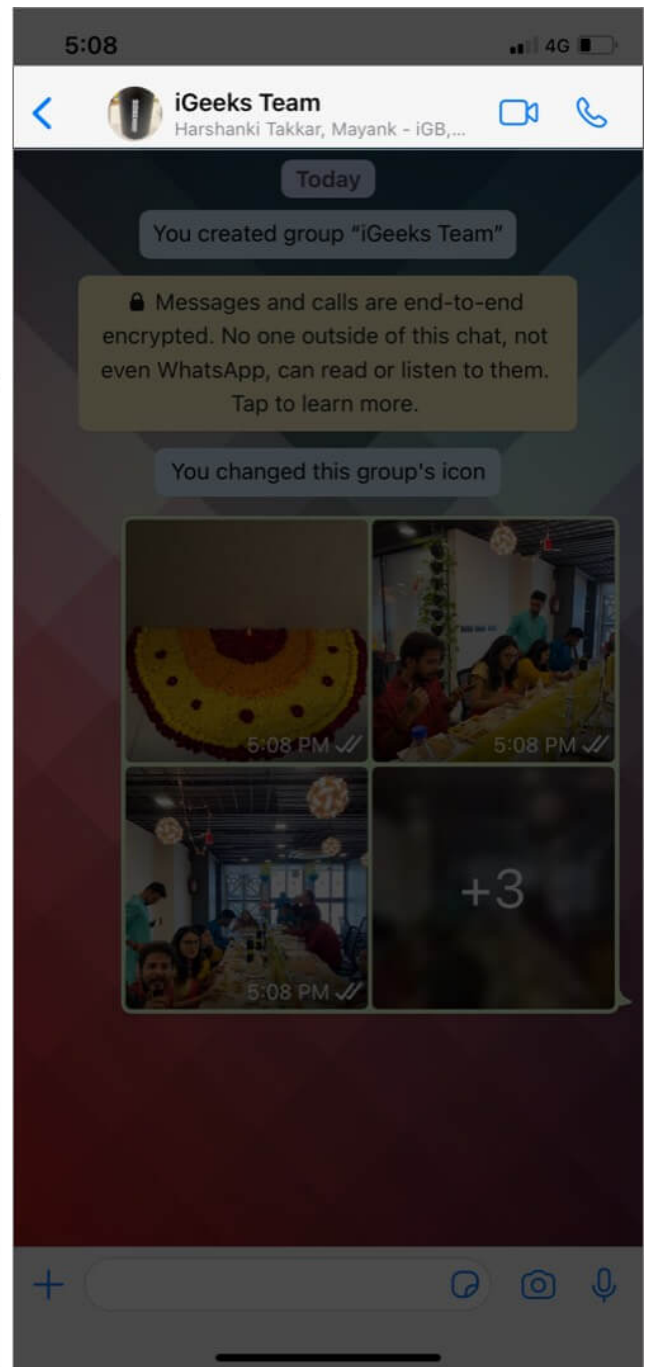 5:08
4G
iGeeks Team
Harshanki Takkar, Mayank - iGB,...
Today
You created group “iGeeks Team”
Messages and calls are end-to-end
encrypted. No one outside of this chat, not
even WhatsApp, can read or listen to them.
Tap to learn more.
You changed this group's icon
5:08 PM
5:08 PM
5:08 PM
+3